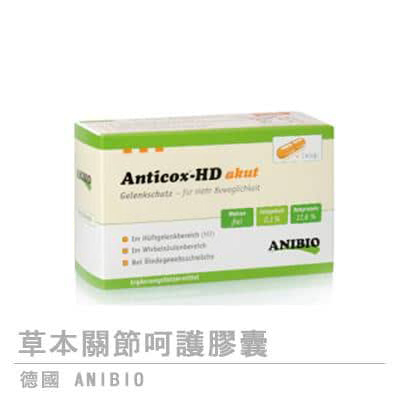 Anticox-HD akut
Gelenkschutz – für mehr Beweglichkeit
Im Hüftgelenkbereich (HD)
Im Wirbelsäulenbereich
Bei Bindegewebsschwäche
ANIBIO
Ergänzungsfuttermittel
草本關節呵護膠囊
德國 ANIBIO